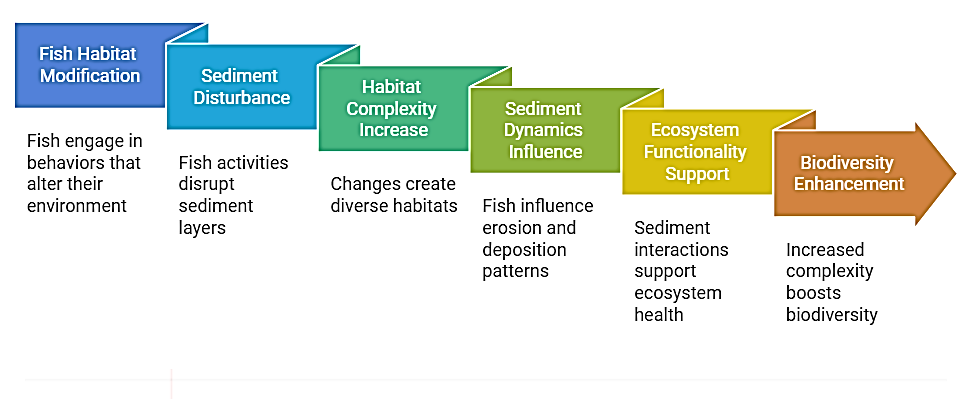 Fish Habitat
Modification
Fish engage in
behaviors that
alter their
environment
Sediment
Disturbance
Fish activities
disrupt
sediment
layers
Habitat
Complexity
Increase
Changes create
diverse habitats
Sediment
Dynamics
Influence
Fish influence
erosion and
deposition
patterns
Ecosystem
Functionality
Support
Sediment
interactions
support
ecosystem
health
Biodiversity
Enhancement
Increased
complexity
boosts
biodiversity